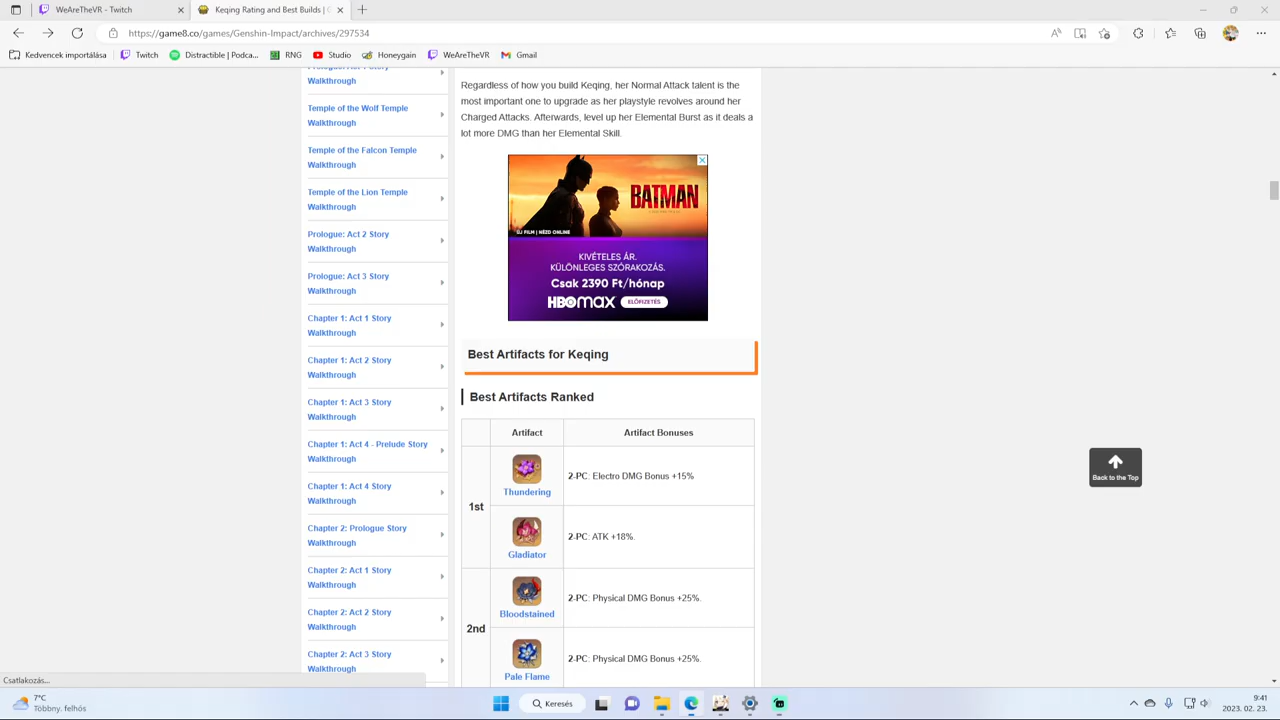 WeAreTheVR - Twitch
Keqing Rating and Best Builds |
https://game8.co/games/Genshin-Impact/archives/297534
Kedvencek importálása
Twitch
Distractible | Podca...
RNG
Studio
Honeygain
WeAreTheVR
Gmail
Walkthrough
Temple of the Wolf Temple
Walkthrough
Temple of the Falcon Temple
Walkthrough
Temple of the Lion Temple
Walkthrough
Prologue: Act 2 Story
Walkthrough
Prologue: Act 3 Story
Walkthrough
Chapter 1: Act 1 Story
Walkthrough
Chapter 1: Act 2 Story
Walkthrough
Chapter 1: Act 3 Story
Walkthrough
Chapter 1: Act 4 - Prelude Story
Walkthrough
Chapter 1: Act 4 Story
Walkthrough
Chapter 2: Prologue Story
Walkthrough
Chapter 2: Act 1 Story
Walkthrough
Chapter 2: Act 2 Story
Walkthrough
Chapter 2: Act 3 Story
Walkthrough
Regardless of how you build Keqing, her Normal Attack talent is the
most important one to upgrade as her playstyle revolves around her
Charged Attacks. Afterwards, level up her Elemental Burst as it deals a
lot more DMG than her Elemental Skill.
BATMAN
ÚJ FILM | NÉZD ONLINE
KIVÉTELES ÁR.
KÜLÖNLEGES SZÓRAKOZÁS.
Csak 2390 Ft/hónap
HBOmax
ELŐFIZETÉS
Best Artifacts for Keqing
Best Artifacts Ranked
Artifact
Artifact Bonuses
1st
Thundering
2-PC: Electro DMG Bonus +15%
Gladiator
2-PC: ATK +18%.
2nd
Bloodstained
2-PC: Physical DMG Bonus +25%.
Pale Flame
2-PC: Physical DMG Bonus +25%.
Back to the Top
Csatlakozás...
7°C
Többny. felhős
Keresés
9:41
2023. 02. 23.